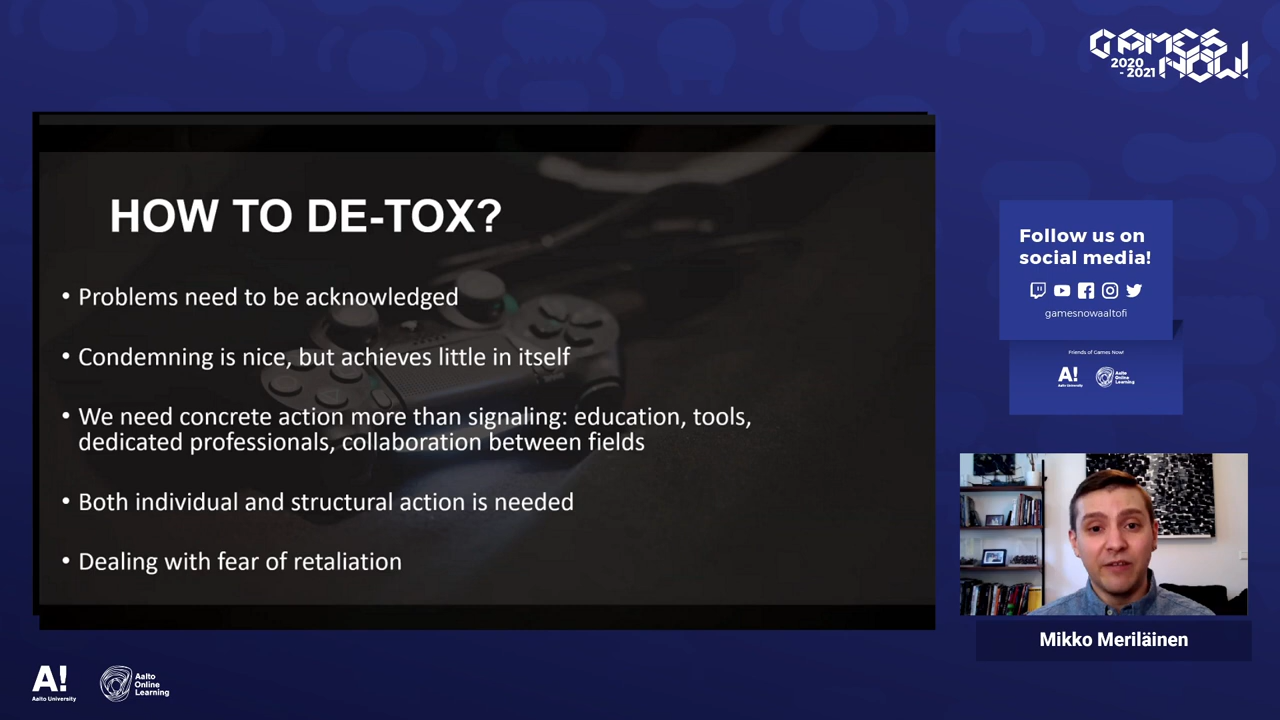 GAMES
2020
- 2021 NOW!
HOW TO DE-TOX?
• Problems need to be acknowledged
• Condemning is nice, but achieves little in itself
• We need concrete action more than signaling: education, tools,
dedicated professionals, collaboration between fields
• Both individual and structural action is needed
• Dealing with fear of retaliation
Follow us on
social media!
gamesnowaaltofi
Friends of Games Now!
A!
Aalto University
Aalto
Online
Learning
Mikko Meriläinen
A!
Aalto University
Aalto
Online
Learning